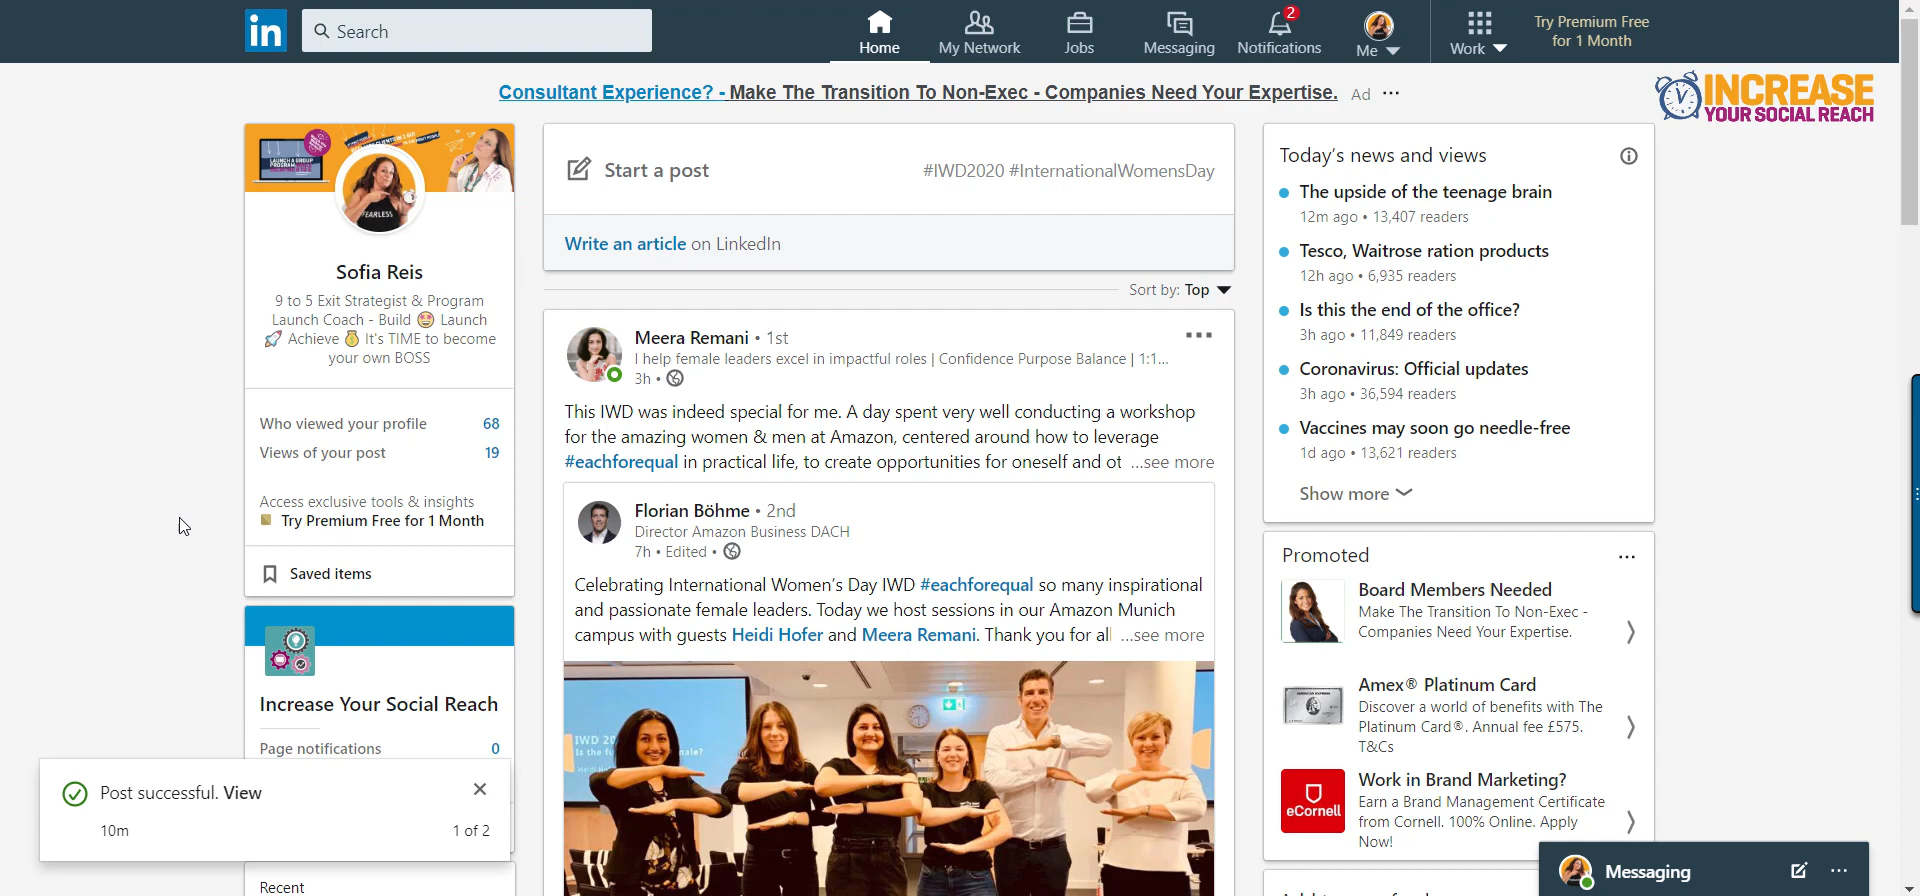 in
Search
Home
My Network
Jobs
Messaging
2
Notifications
Me
Work
Try Premium Free
for 1 Month
Consultant Experience? - Make The Transition To Non-Exec - Companies Need Your Expertise. Ad
INCREASE
YOUR SOCIAL REACH
LAUNCH A GROUP
FEARLESS
Sofia Reis
9 to 5 Exit Strategist & Program
Launch Coach - Build 🤩 Launch
🚀 Achieve 🥇 It's TIME to become
your own BOSS
Who viewed your profile 68
Views of your post 19
Access exclusive tools & insights
Try Premium Free for 1 Month
Saved items
Increase Your Social Reach
Page notifications 0
Post successful. View
10m 1 of 2
Recent
Start a post #IWD2020 #InternationalWomensDay
Write an article on LinkedIn
Sort by: Top
Meera Remani • 1st
I help female leaders excel in impactful roles | Confidence Purpose Balance | 1:1...
3h •
This IWD was indeed special for me. A day spent very well conducting a workshop
for the amazing women & men at Amazon, centered around how to leverage
#eachforequal in practical life, to create opportunities for oneself and ot ...see more
Florian Böhme • 2nd
Director Amazon Business DACH
7h • Edited •
Celebrating International Women's Day IWD #eachforequal so many inspirational
and passionate female leaders. Today we host sessions in our Amazon Munich
campus with guests Heidi Hofer and Meera Remani. Thank you for all ...see more
IWD 20
Is the fu
Heidi Hof
Today's news and views
The upside of the teenage brain
12m ago • 13,407 readers
Tesco, Waitrose ration products
12h ago • 6,935 readers
Is this the end of the office?
3h ago • 11,849 readers
Coronavirus: Official updates
3h ago • 36,594 readers
Vaccines may soon go needle-free
1d ago • 13,621 readers
Show more
Promoted
Board Members Needed
Make The Transition To Non-Exec -
Companies Need Your Expertise.
Amex® Platinum Card
Discover a world of benefits with The
Platinum Card®. Annual fee £575.
T&Cs
eCornell
Work in Brand Marketing?
Earn a Brand Management Certificate
from Cornell. 100% Online. Apply
Now!
Messaging